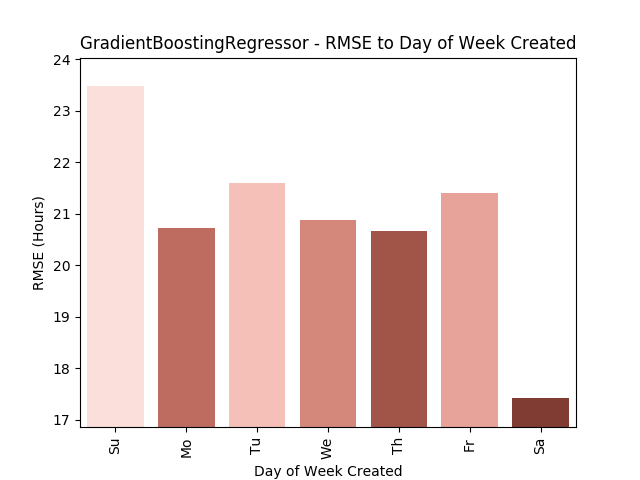 GradientBoostingRegressor - RMSE to Day of Week Created
24
23
22
21
20
19
18
17
RMSE (Hours)
Su
Mo
Tu
We
Th
Fr
Sa
Day of Week Created